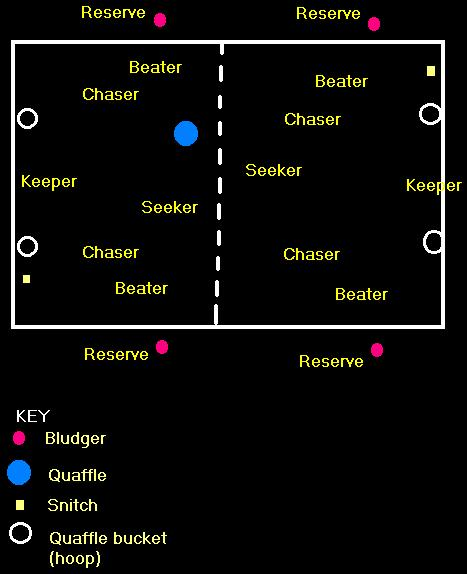 Reserve
Reserve
Beater
Beater
Chaser
Chaser
Seeker
Keeper
Keeper
Seeker
Chaser
Chaser
Beater
Beater
Reserve
Reserve
KEY
Bludger
Quaffle
Snitch
Quaffle bucket
(hoop)